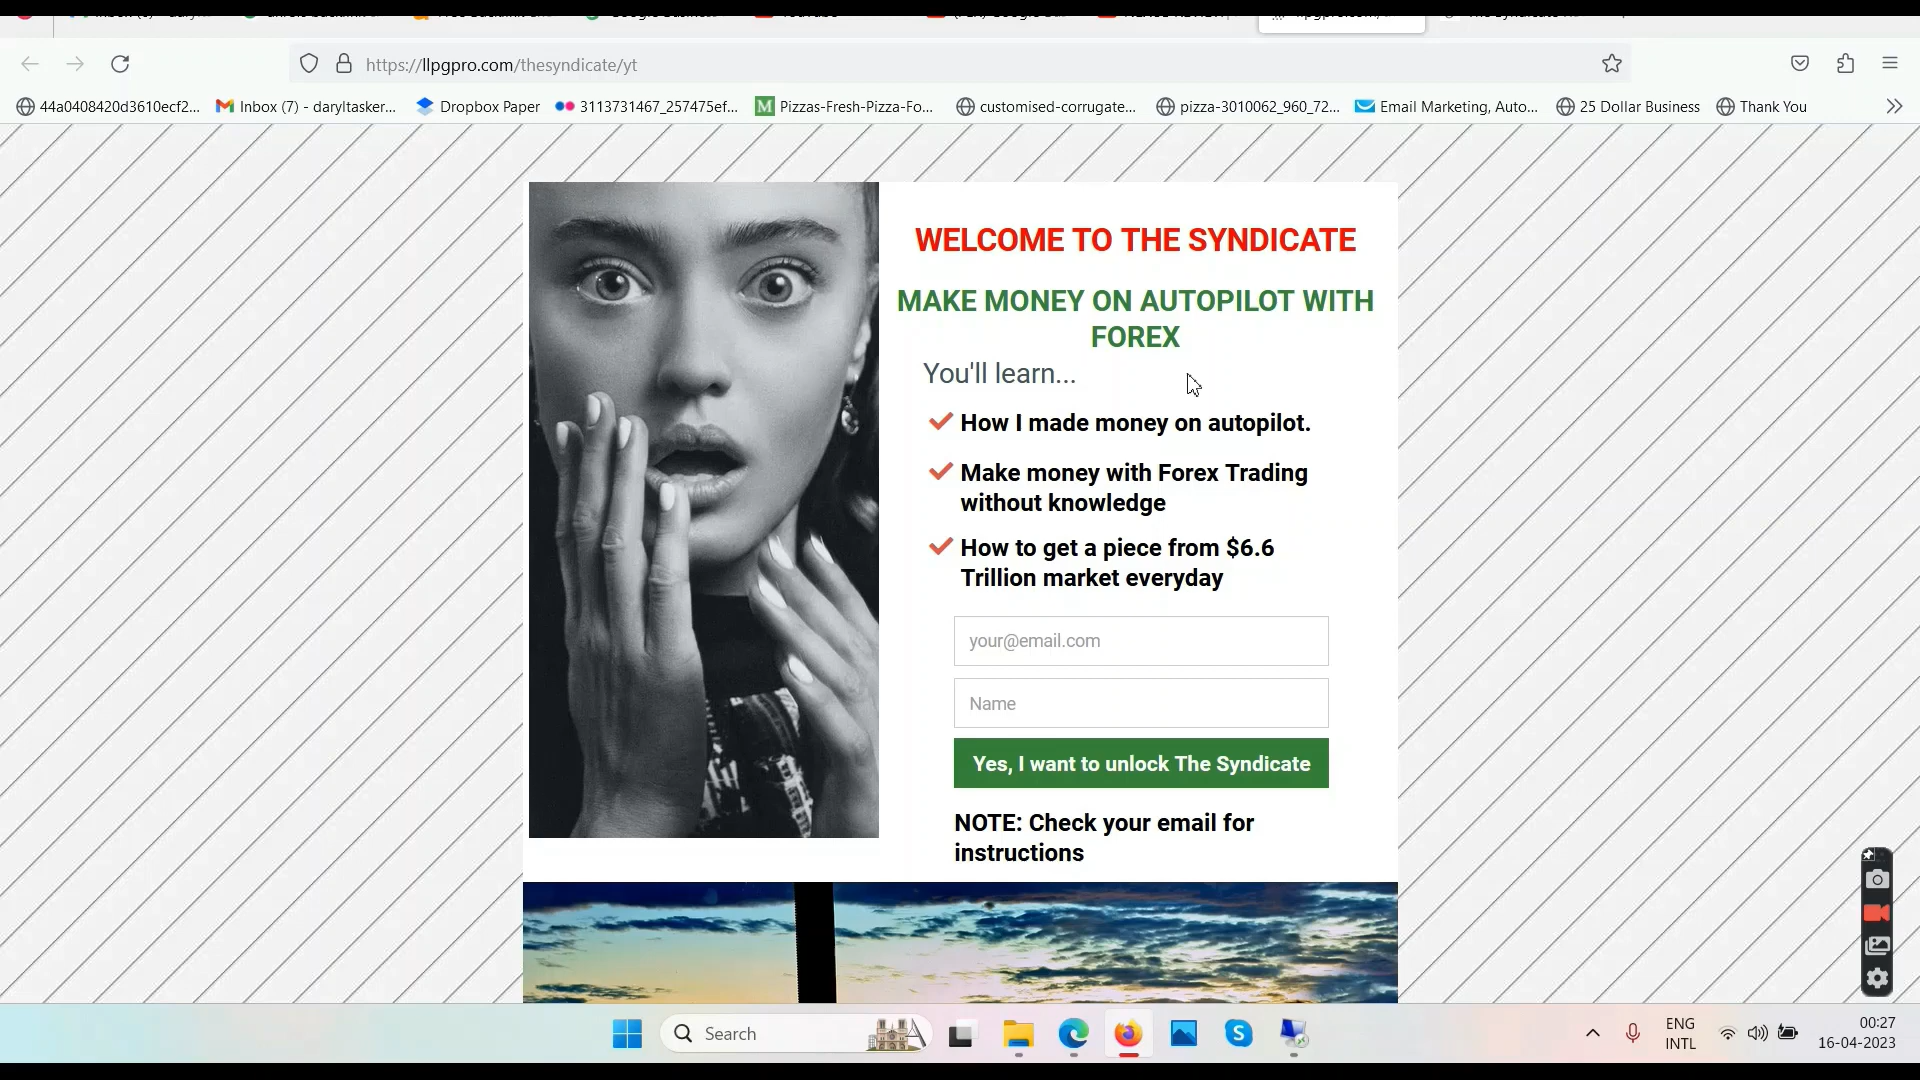 https://llpgpro.com/thesyndicate/yt
44a0408420d3610ecf2...
Inbox (7) - daryltasker...
Dropbox Paper
3113731467_257475ef...
Pizzas-Fresh-Pizza-Fo...
customised-corrugate...
pizza-3010062_960_72...
Email Marketing, Auto...
25 Dollar Business
Thank You
WELCOME TO THE SYNDICATE
MAKE MONEY ON AUTOPILOT WITH
FOREX
You'll learn...
How I made money on autopilot.
Make money with Forex Trading
without knowledge
How to get a piece from $6.6
Trillion market everyday
your@email.com
Name
Yes, I want to unlock The Syndicate
NOTE: Check your email for
instructions
Search
ENG
INTL
00:27
16-04-2023